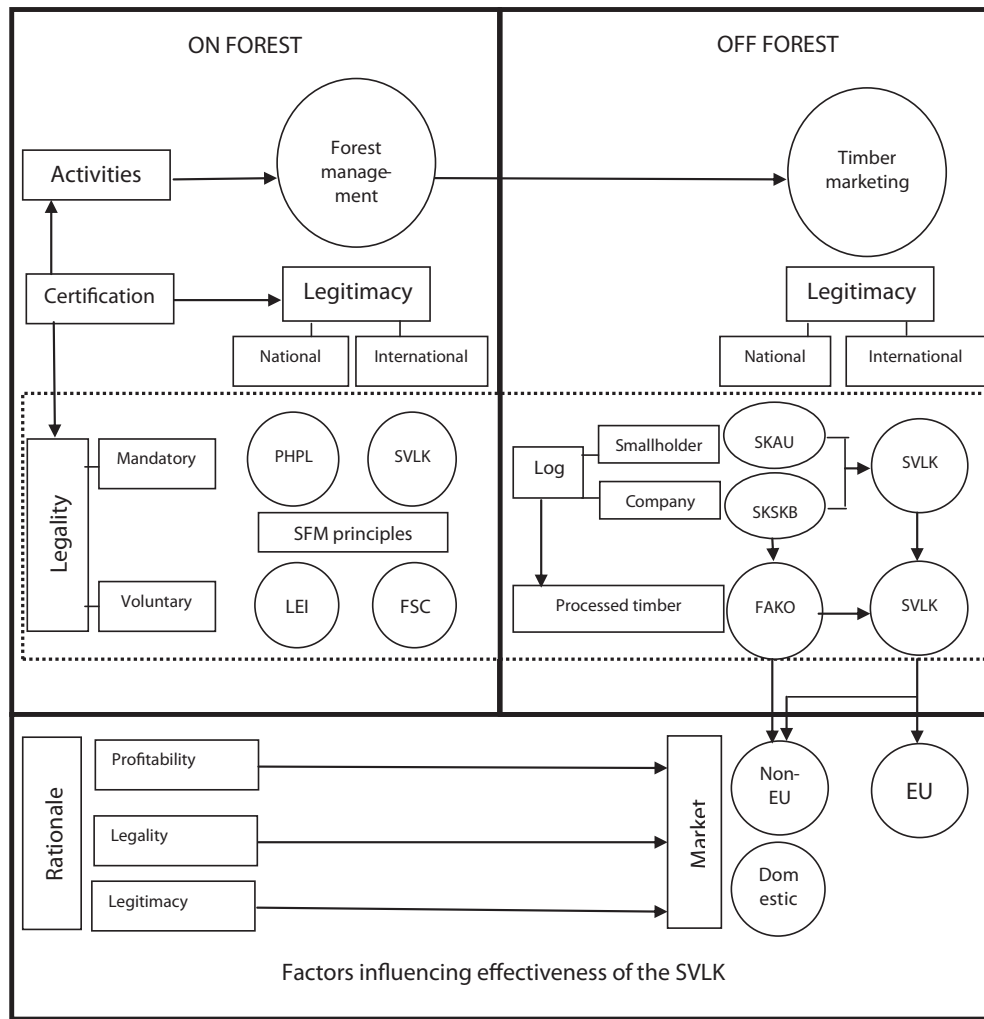 ON FOREST
OFF FOREST
Activities
Forest
manage-
ment
Timber
marketing
Certification
Legitimacy
National
International
Legitimacy
National
International
Legality
Mandatory
PHPL
SVLK
SFM principles
Voluntary
LEI
FSC
Log
Smallholder
Company
SKAU
SKSKB
SVLK
Processed timber
FAKO
SVLK
Rationale
Profitability
Legality
Legitimacy
Market
Non-
EU
EU
Dom
estic
Factors influencing effectiveness of the SVLK